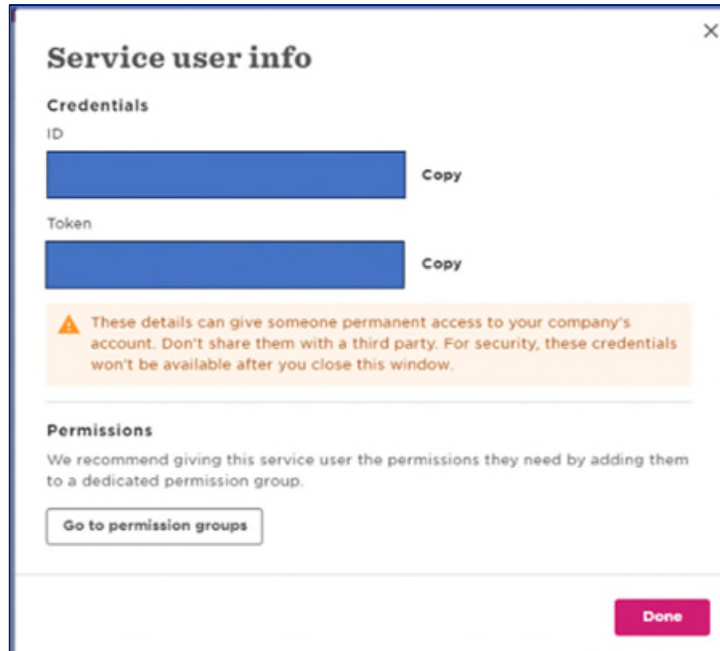 Service user info
Credentials
ID
Copy
Token
Copy
These details can give someone permanent access to your company's
account. Don't share them with a third party. For security, these credentials
won't be available after you close this window.
Permissions
We recommend giving this service user the permissions they need by adding them
to a dedicated permission group.
Go to permission groups
Done